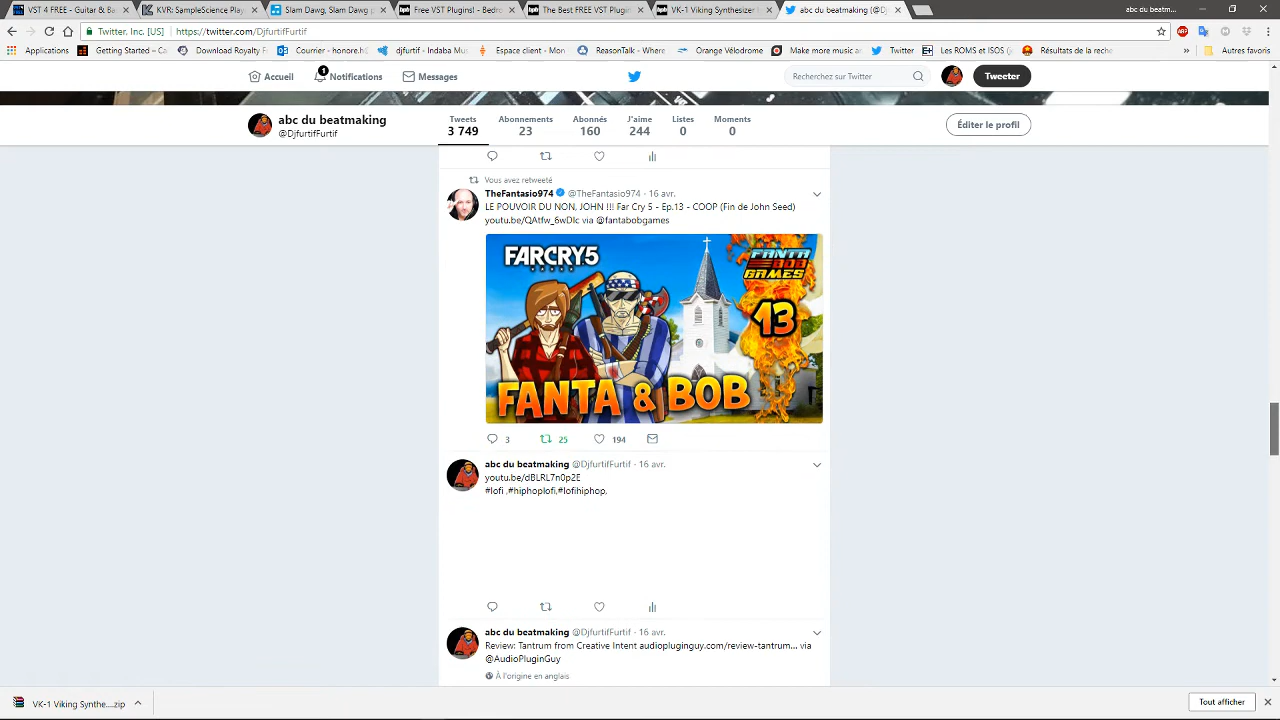 VST 4 FREE - Guitar & B
KVR: SampleScience Play
Slam Dawg, Slam Dawg p
Free VST Plugins! - Bedro
The Best FREE VST Plugin
VK-1 Viking Synthesizer
abc du beatmaking (@Dj
abc du beatm...
Twitter, Inc. [US]
https://twitter.com/DjfurtifFurtif
Applications
Getting Started – Ca
Download Royalty F
Courrier - honore.h
djfurtif - Indaba Mus
Espace client - Mon
ReasonTalk - Where
Orange Vélodrome
Make more music a
Twitter
Les ROMS et ISOS
Résultats de la reche
»
Autres favoris
Accueil
1
Notifications
Messages
Recherchez sur Twitter
Tweeter
abc du beatmaking
@DjfurtifFurtif
Tweets
3 749
Abonnements
23
Abonnés
160
J'aime
244
Listes
0
Moments
0
Éditer le profil
Vous avez retweeté
TheFantasio974 @TheFantasio974 · 16 avr.
LE POUVOIR DU NON, JOHN !!! Far Cry 5 - Ep.13 - COOP (Fin de John Seed)
youtu.be/QAtfw_6wDIc via @fantabobgames
FARCRY5
FANTA
BOB
GAMES
13
FANTA & BOB
3
25
194
abc du beatmaking @DjfurtifFurtif · 16 avr.
youtu.be/dBLRL7n0p2E
#lofi ,#hiphoplofi,#lofihiphop,
abc du beatmaking @DjfurtifFurtif · 16 avr.
Review: Tantrum from Creative Intent audiopluginguy.com/review-tantrum... via
@AudioPluginGuy
À l'origine en anglais
VK-1 Viking Synthe....zip
Tout afficher